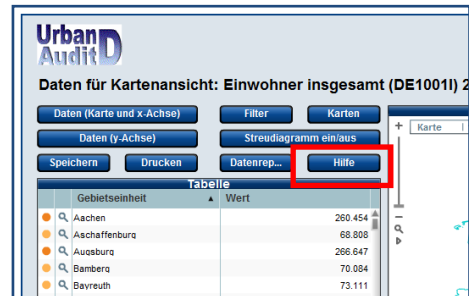 Urban
Audit D
Daten für Kartenansicht: Einwohner insgesamt (DE1001I) 2
Daten (Karte und x-Achse) Filter Karten
Daten (y-Achse) Streudiagramm ein/aus
Speichern Drucken Datenrep... Hilfe
+ Karte
Tabelle
Gebietseinheit ▲ Wert
Aachen 260.454
Aschaffenburg 68.808
Augsburg 266.647
Bamberg 70.084
Bayreuth 73.111